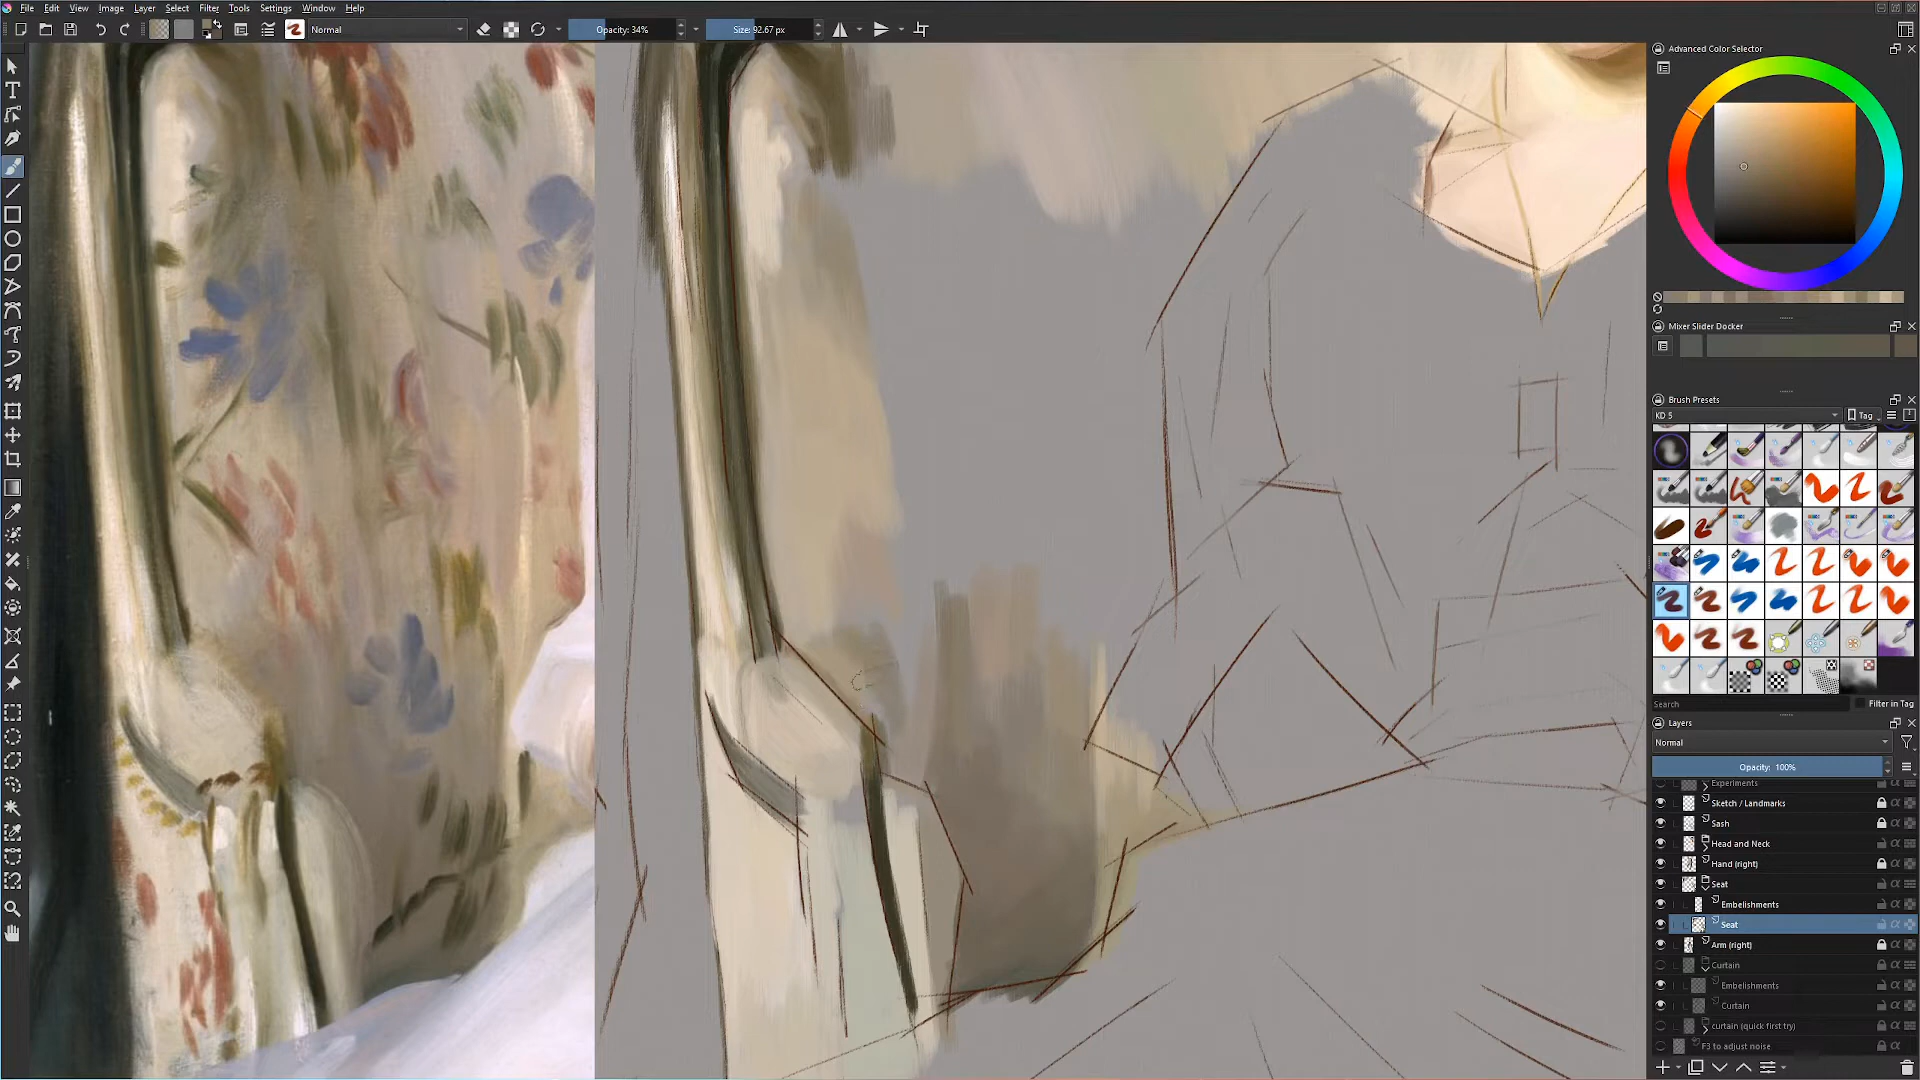 File Edit View Image Layer Select Filter Tools Settings Window Help
Normal
Opacity: 34%
Size: 92.67 px
Advanced Color Selector
Mixer Slider Docker
Brush Presets
KD 5
Tag
Search
Filter in Tag
Layers
Normal
Opacity: 100%
Experiments
Sketch / Landmarks
Sash
Head and Neck
Hand (right)
Seat
Embelishments
Seat
Arm (right)
Curtain
Embelishments
Curtain
curtain (quick first try)
F3 to adjust noise